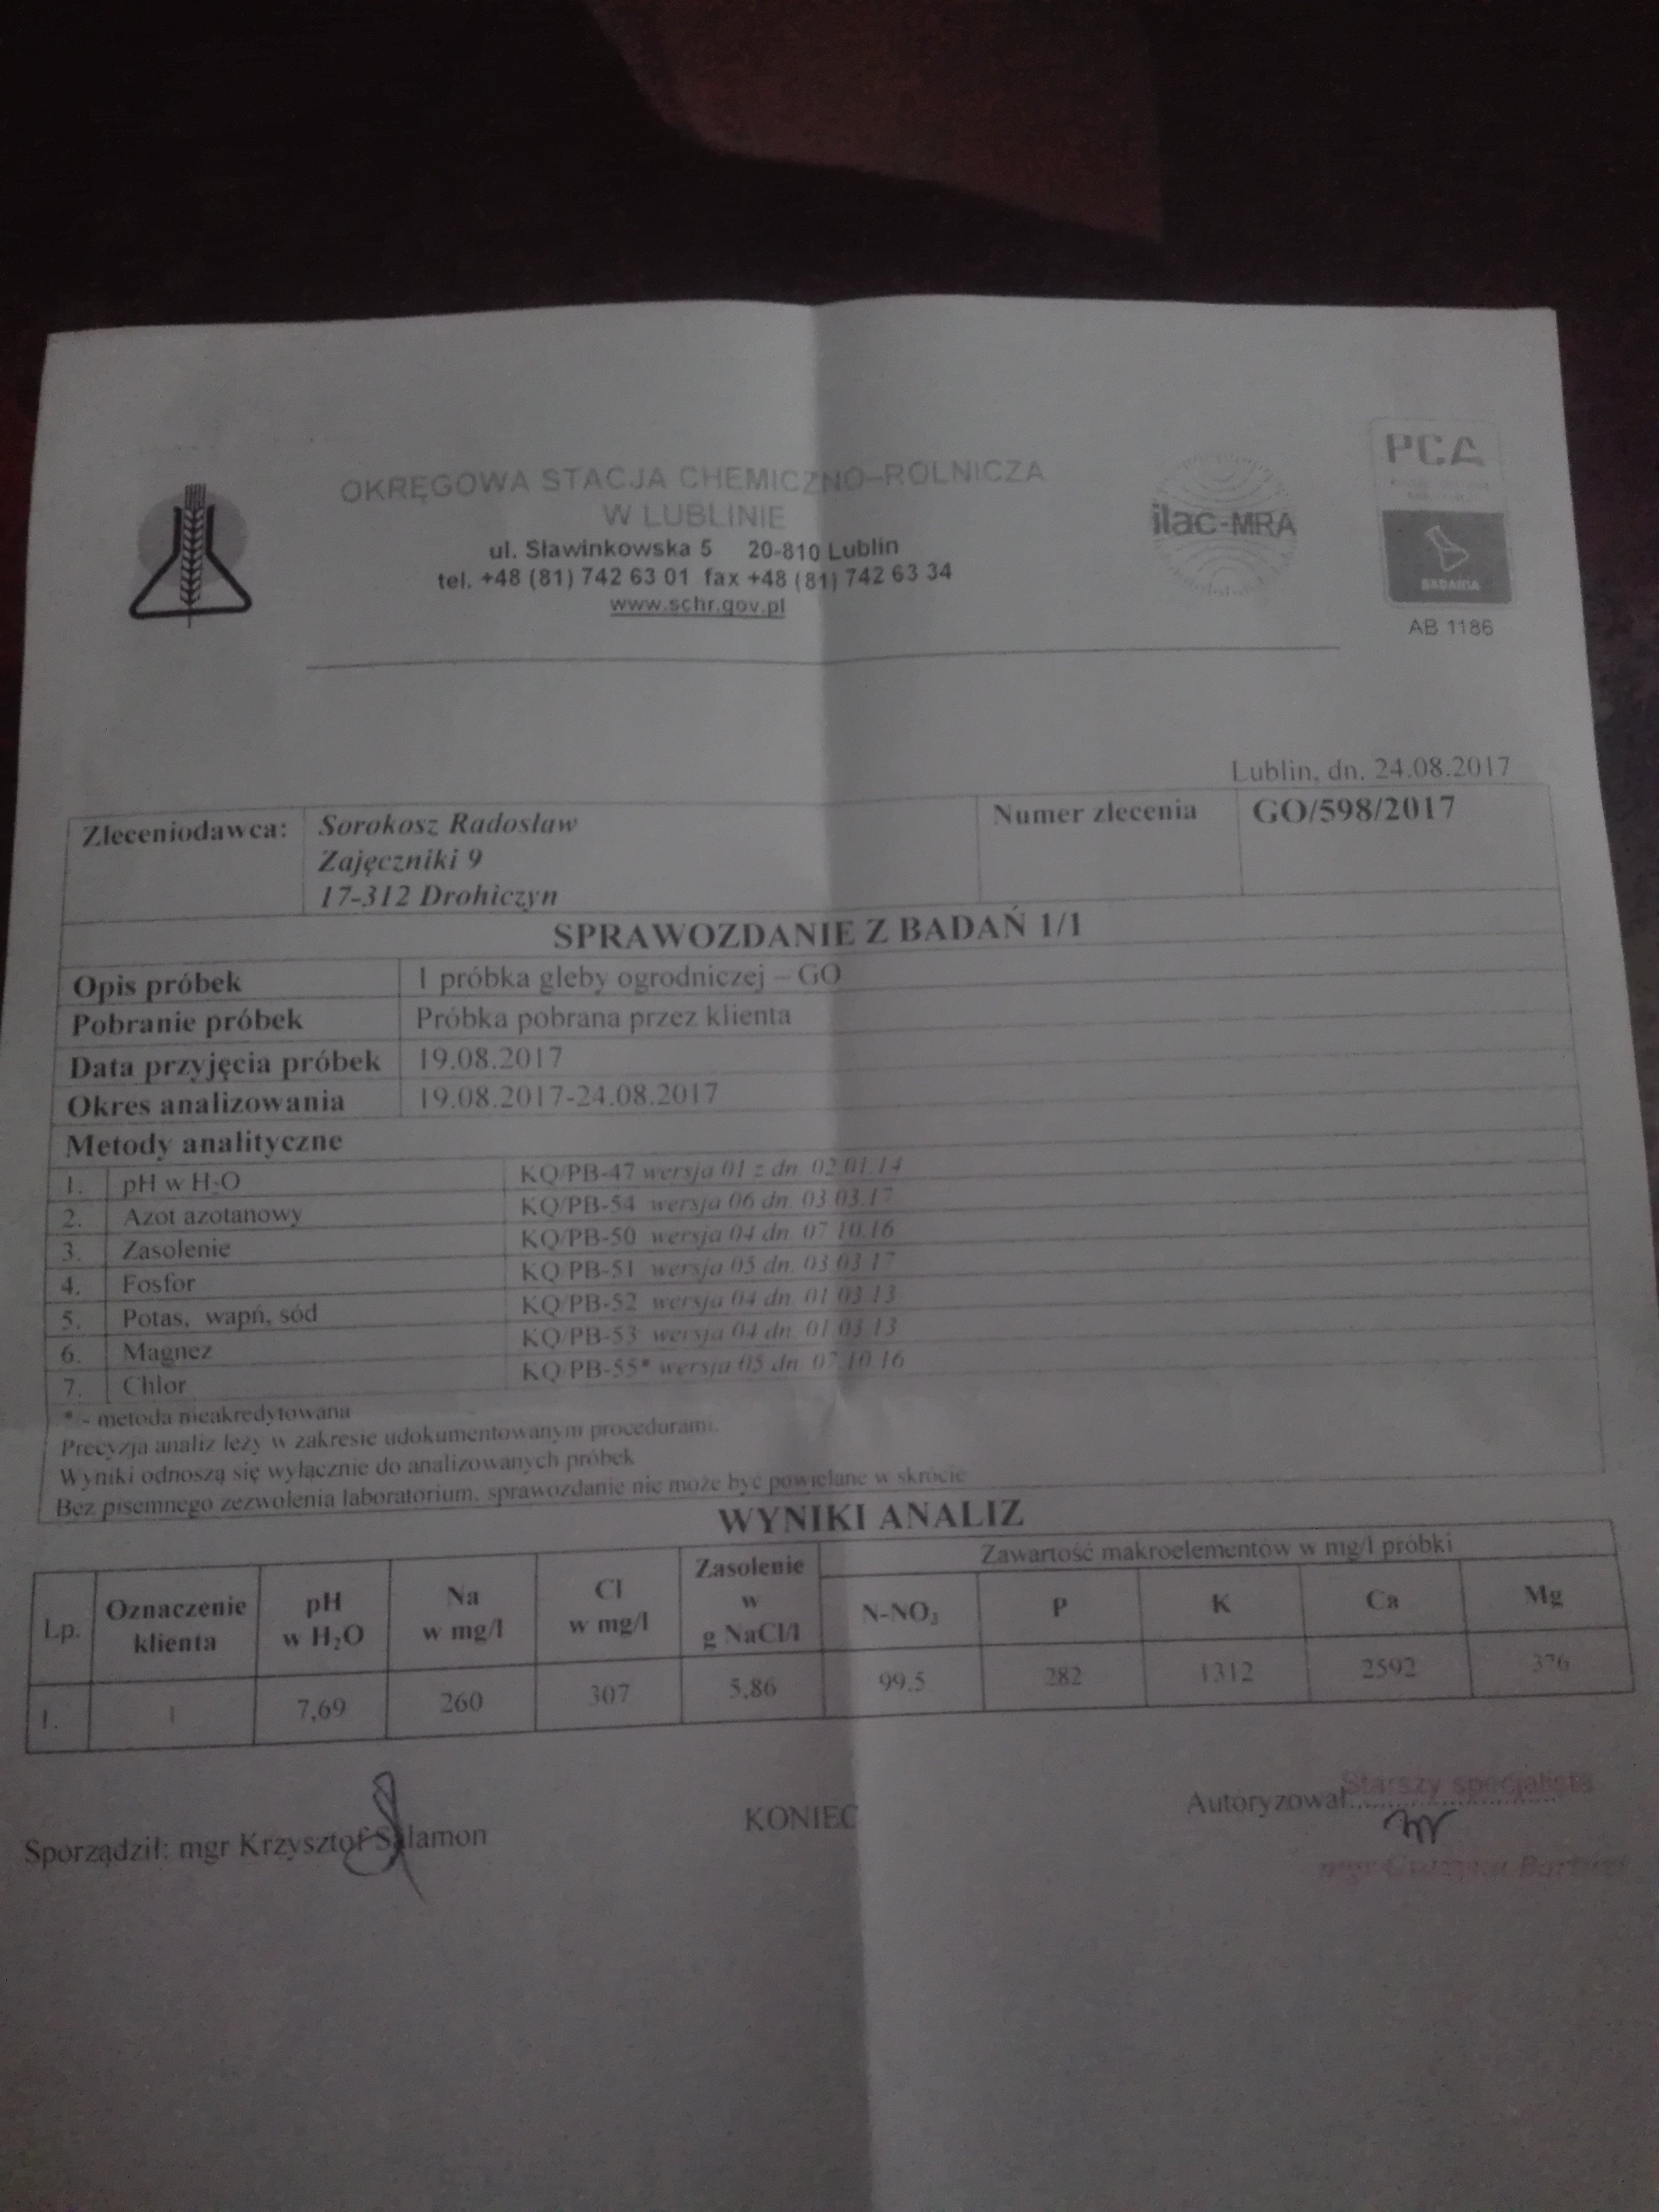 OKRĘGOWA STACJA CHEMICZNO–ROLNICZA
W LUBLINIE
ul. Sławinkowska 5 20-810 Lublin
tel. +48 (81) 742 63 01 fax +48 (81) 742 63 34
www.schr.gov.pl
ilac-MRA
PCA
BADANIA
AB 1186
Lublin, dn. 24.08.2017
Zleceniodawca: Sorokosz Radosław Numer zlecenia GO/598/2017
Zajęczniki 9
17-312 Drohiczyn
SPRAWOZDANIE Z BADAŃ 1/1
Opis próbek 1 próbka gleby ogrodniczej – GO
Pobranie próbek Próbka pobrana przez klienta
Data przyjęcia próbek 19.08.2017
Okres analizowania 19.08.2017-24.08.2017
Metody analityczne
1. pH w H2O KQ/PB-47 wersja 01 z dn. 02.01.14
2. Azot azotanowy KQ/PB-54 wersja 06 dn. 03.03.17
3. Zasolenie KQ/PB-50 wersja 04 dn. 07.10.16
4. Fosfor KQ/PB-51 wersja 05 dn. 03.03.17
5. Potas, wapń, sód KQ/PB-52 wersja 04 dn. 01.03.13
6. Magnez KQ/PB-53 wersja 04 dn. 01.03.13
7. Chlor KQ/PB-55* wersja 05 dn. 07.10.16
* - metoda nieakredytowana
Precyzja analiz leży w zakresie udokumentowanym procedurami.
Wyniki odnoszą się wyłącznie do analizowanych próbek
Bez pisemnego zezwolenia laboratorium, sprawozdanie nie może być powielane w skrócie
WYNIKI ANALIZ
Lp. Oznaczenie klienta pH w H2O Na w mg/l Cl w mg/l Zasolenie w g NaCl/l Zawartość makroelementów w mg/l próbki
N-NO3 P K Ca Mg
1. 1 7,69 260 307 5,86 99.5 282 1312 2592 376
Sporządził: mgr Krzysztof Salamon
KONIEC
Autoryzował
Starszy specjalista
mgr Grażyna